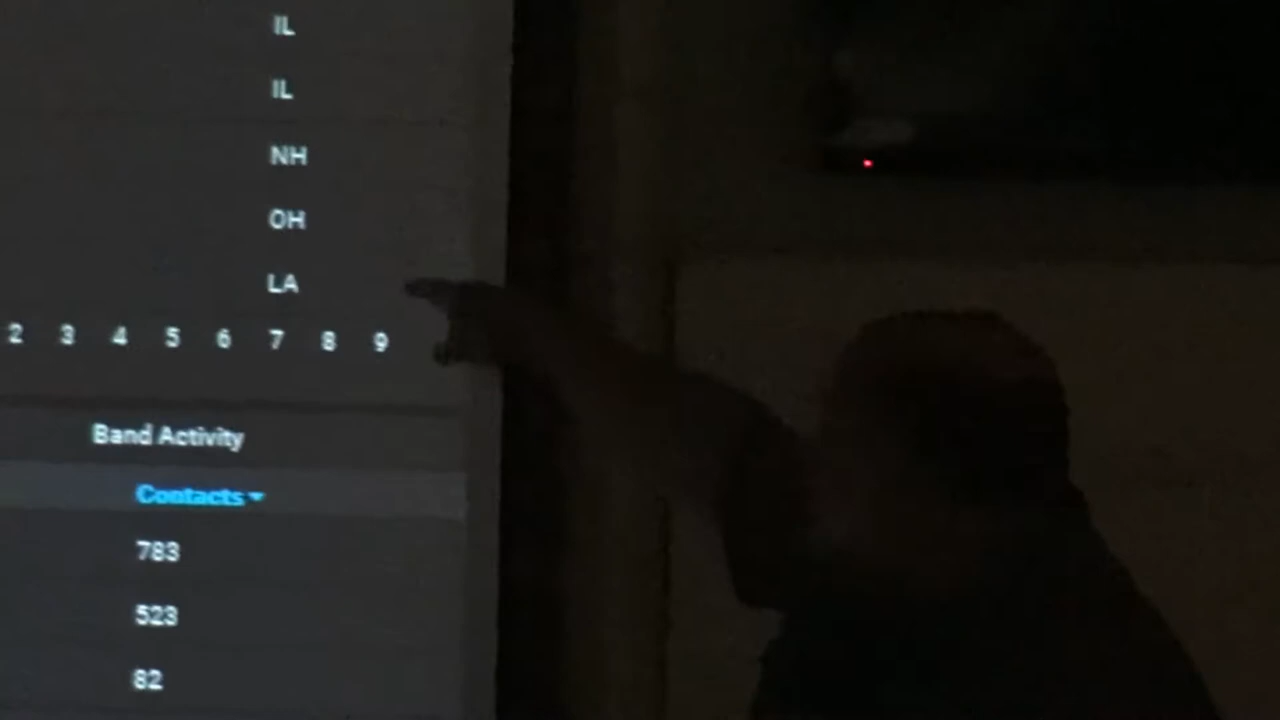 IL
IL
NH
OH
LA
2 3 4 5 6 7 8 9
Band Activity
Contacts
783
523
82